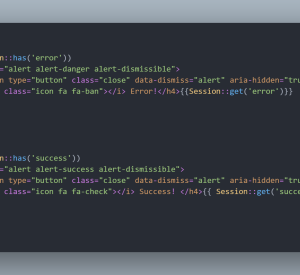 n::has('error'))
="alert alert-danger alert-dismissible">
n type="button" class="close" data-dismiss="alert" aria-hidden="tru
class="icon fa fa-ban"></i> Error!</h4>{{Session::get('error')}}
n::has('success'))
="alert alert-success alert-dismissible">
n type="button" class="close" data-dismiss="alert" aria-hidden="tru
class="icon fa fa-check"></i> Success! </h4>{{ Session::get('succe